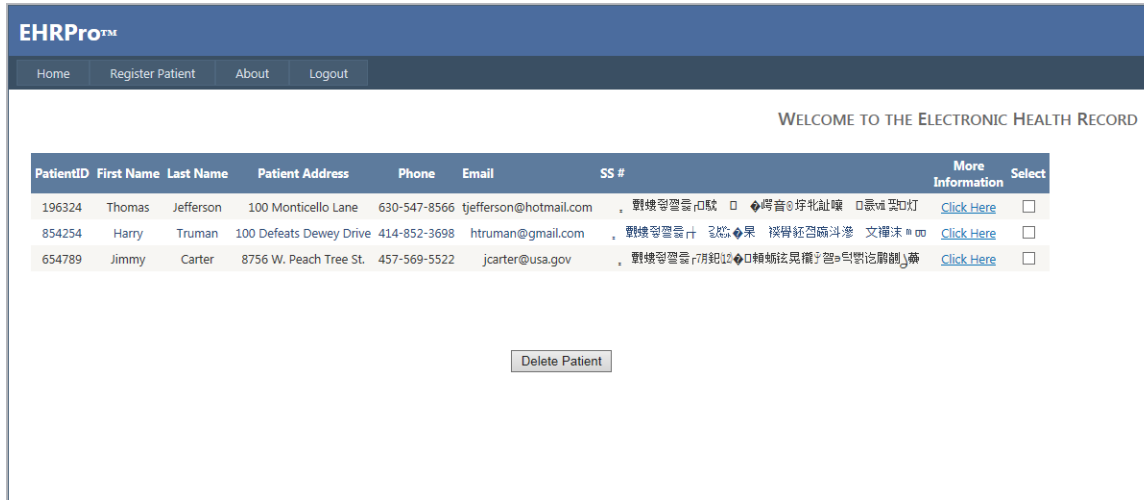 EHRPro™
Home Register Patient About Logout
WELCOME TO THE ELECTRONIC HEALTH RECORD
PatientID First Name Last Name Patient Address Phone Email SS # More Information Select
196324 Thomas Jefferson 100 Monticello Lane 630-547-8566 tjefferson@hotmail.com Click Here
854254 Harry Truman 100 Defeats Dewey Drive 414-852-3698 htruman@gmail.com Click Here
654789 Jimmy Carter 8756 W. Peach Tree St. 457-569-5522 jcarter@usa.gov Click Here
Delete Patient